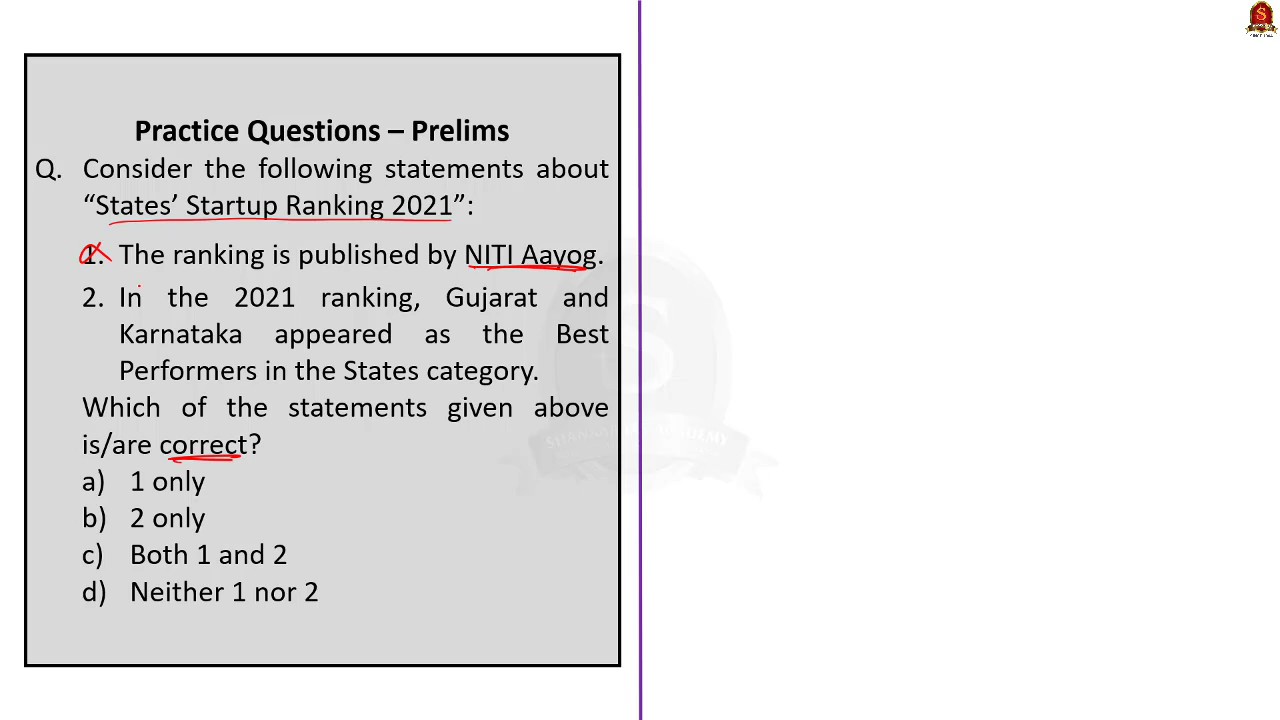 Practice Questions – Prelims
Q. Consider the following statements about
“States’ Startup Ranking 2021”:
1. The ranking is published by NITI Aayog.
2. In the 2021 ranking, Gujarat and
Karnataka appeared as the Best
Performers in the States category.
Which of the statements given above
is/are correct?
a) 1 only
b) 2 only
c) Both 1 and 2
d) Neither 1 nor 2